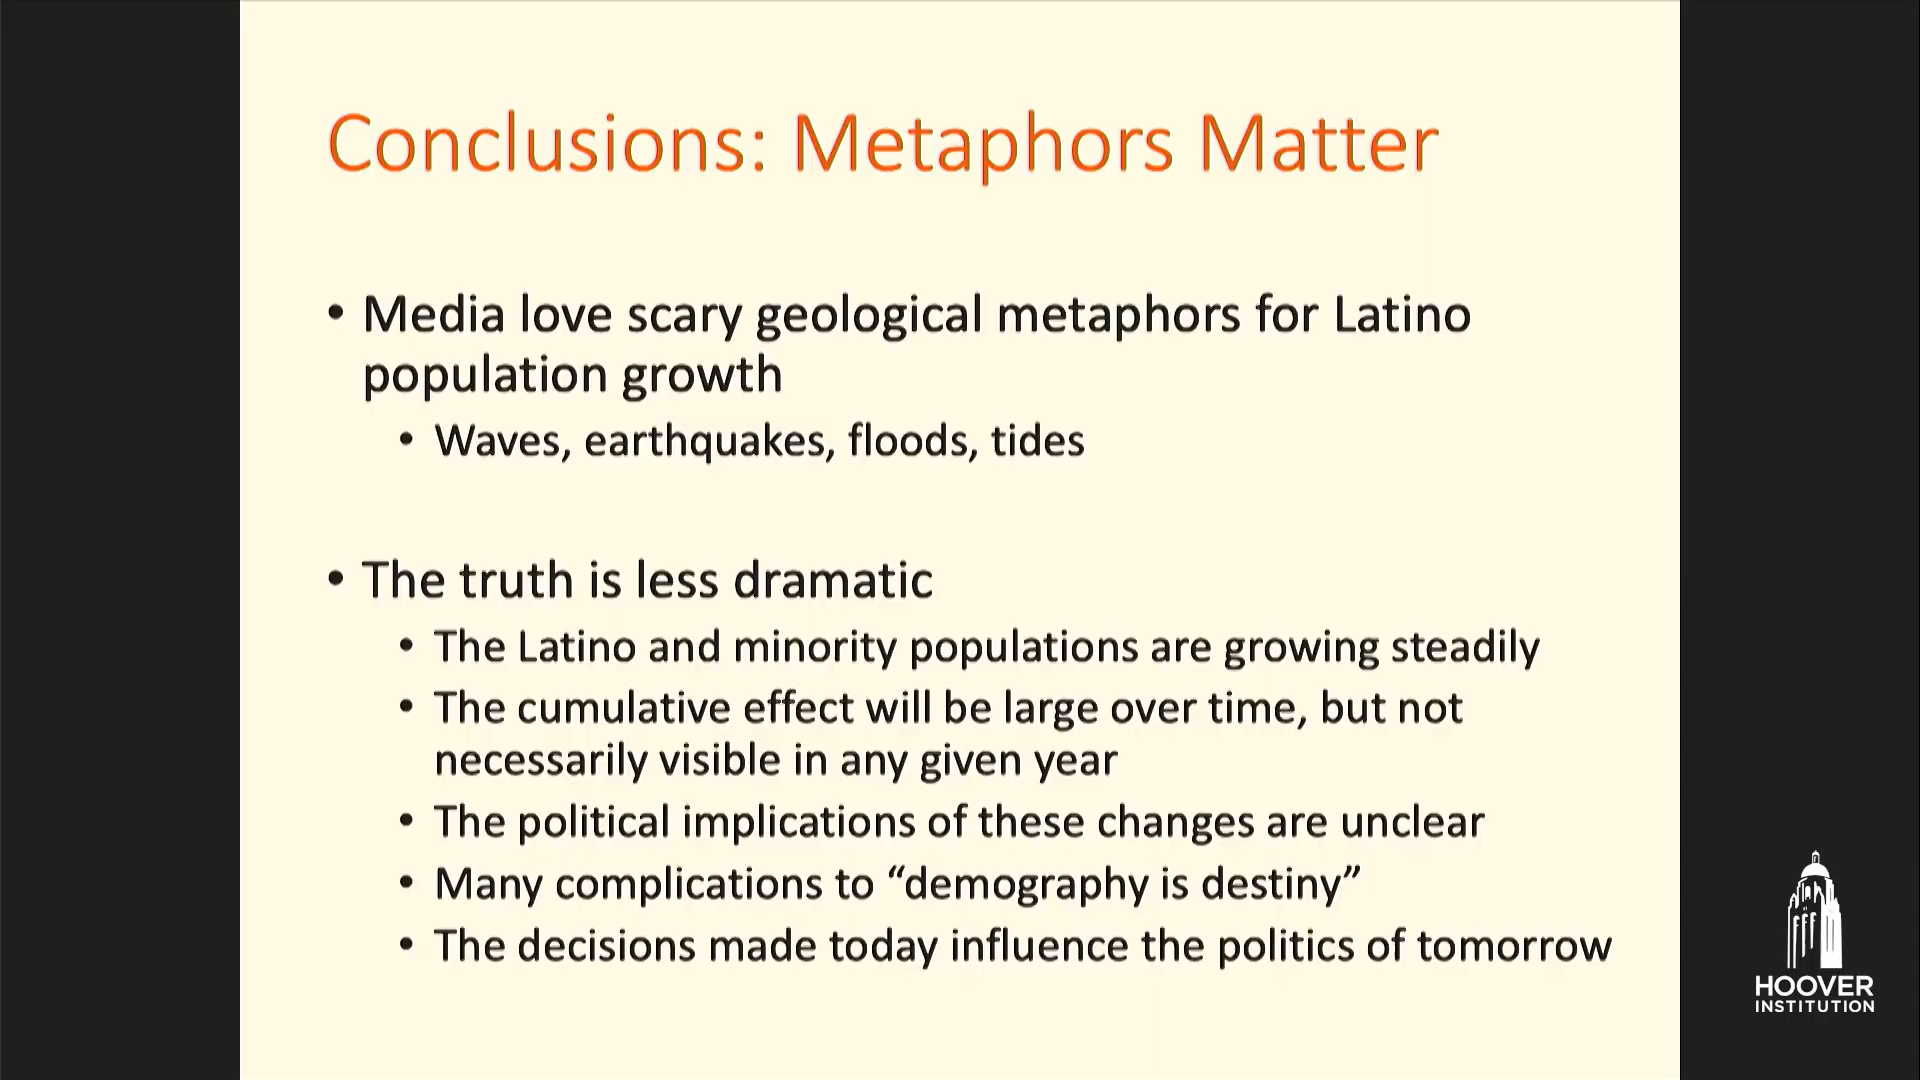 Conclusions: Metaphors Matter
• Media love scary geological metaphors for Latino
population growth
• Waves, earthquakes, floods, tides
• The truth is less dramatic
• The Latino and minority populations are growing steadily
• The cumulative effect will be large over time, but not
necessarily visible in any given year
• The political implications of these changes are unclear
• Many complications to “demography is destiny”
• The decisions made today influence the politics of tomorrow
HOOVER
INSTITUTION